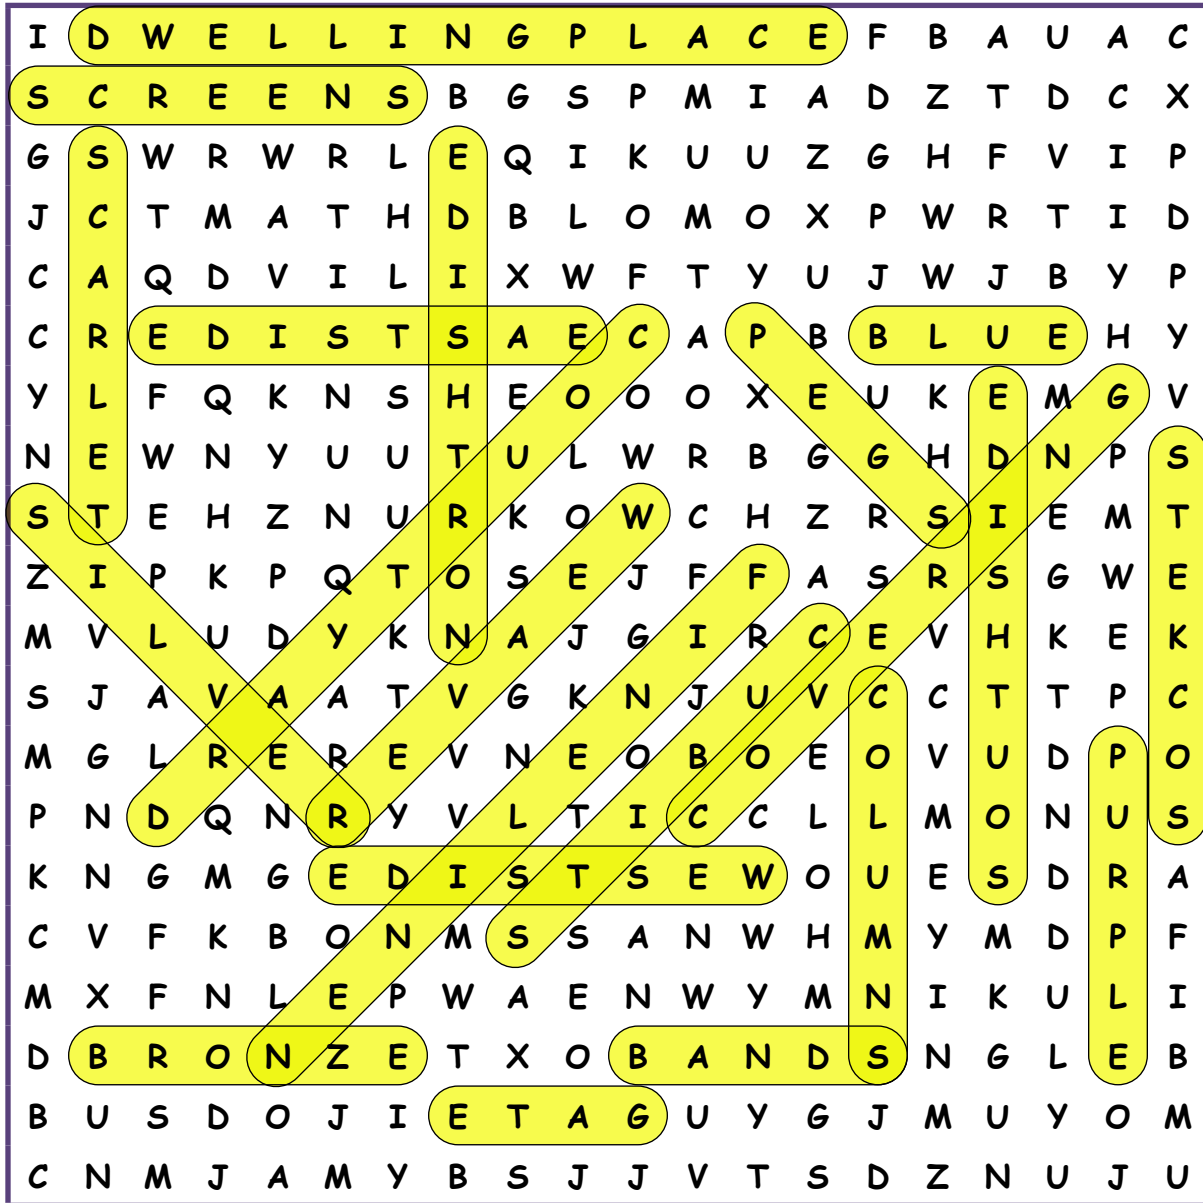 I D W E L L I N G P L A C E F B A U A C
S C R E E N S B G S P M I A D Z T D C X
G S W R W R L E Q I K U U Z G H F V I P
J C T M A T H D B L O M O X P W R T I D
C A Q D V I L I X W F T Y U J W J B Y P
C R E D I S T S A E C A P B B L U E H Y
Y L F Q K N S H E O O O X E U K E M G V
N E W N Y U U T U L W R B G G H D N P S
S T E H Z N U R K O W C H Z R S I E M T
Z I P K P Q T O S E J F F A S R S G W E
M V L U D Y K N A J G I R C E V H K E K
S J A V A A T V G K N J U V C C T T P C
M G L R E R E V N E O B O E O V U D P O
P N D Q N R Y V L T I C C L L M O N U S
K N G M G E D I S T S E W O U E S D R A
C V F K B O N M S S A N W H M Y M D P F
M X F N L E P W A E N W Y M N I K U L I
D B R O N Z E T X O B A N D S N G L E B
B U S D O J I E T A G U Y G J M U Y O M
C N M J A M Y B S J J V T S D Z N U J U